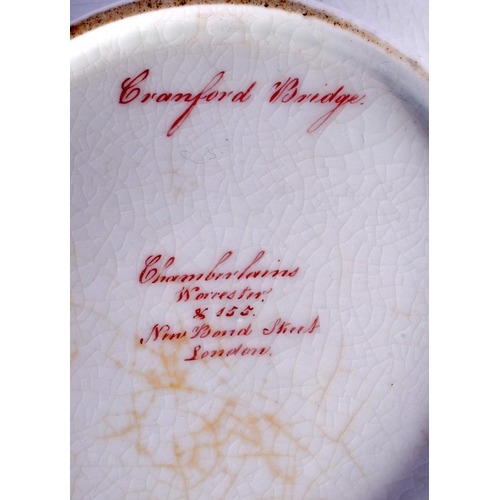 Cranford Bridge.
Chamberlains
Worcester,
& 155.
New Bond Street
London.